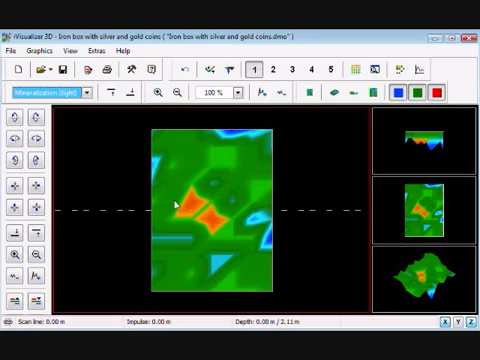 Visualizer 3D - Iron box with silver and gold coins ( "Iron box with silver and gold coins.dmo" )
File Graphics View Extras Help
1 2 3 4 5
Mineralization (light) 100 %
Scan line: 0.00 m Impulse: 0.00 m Depth: 0.00 m / 2.11 m X Y Z